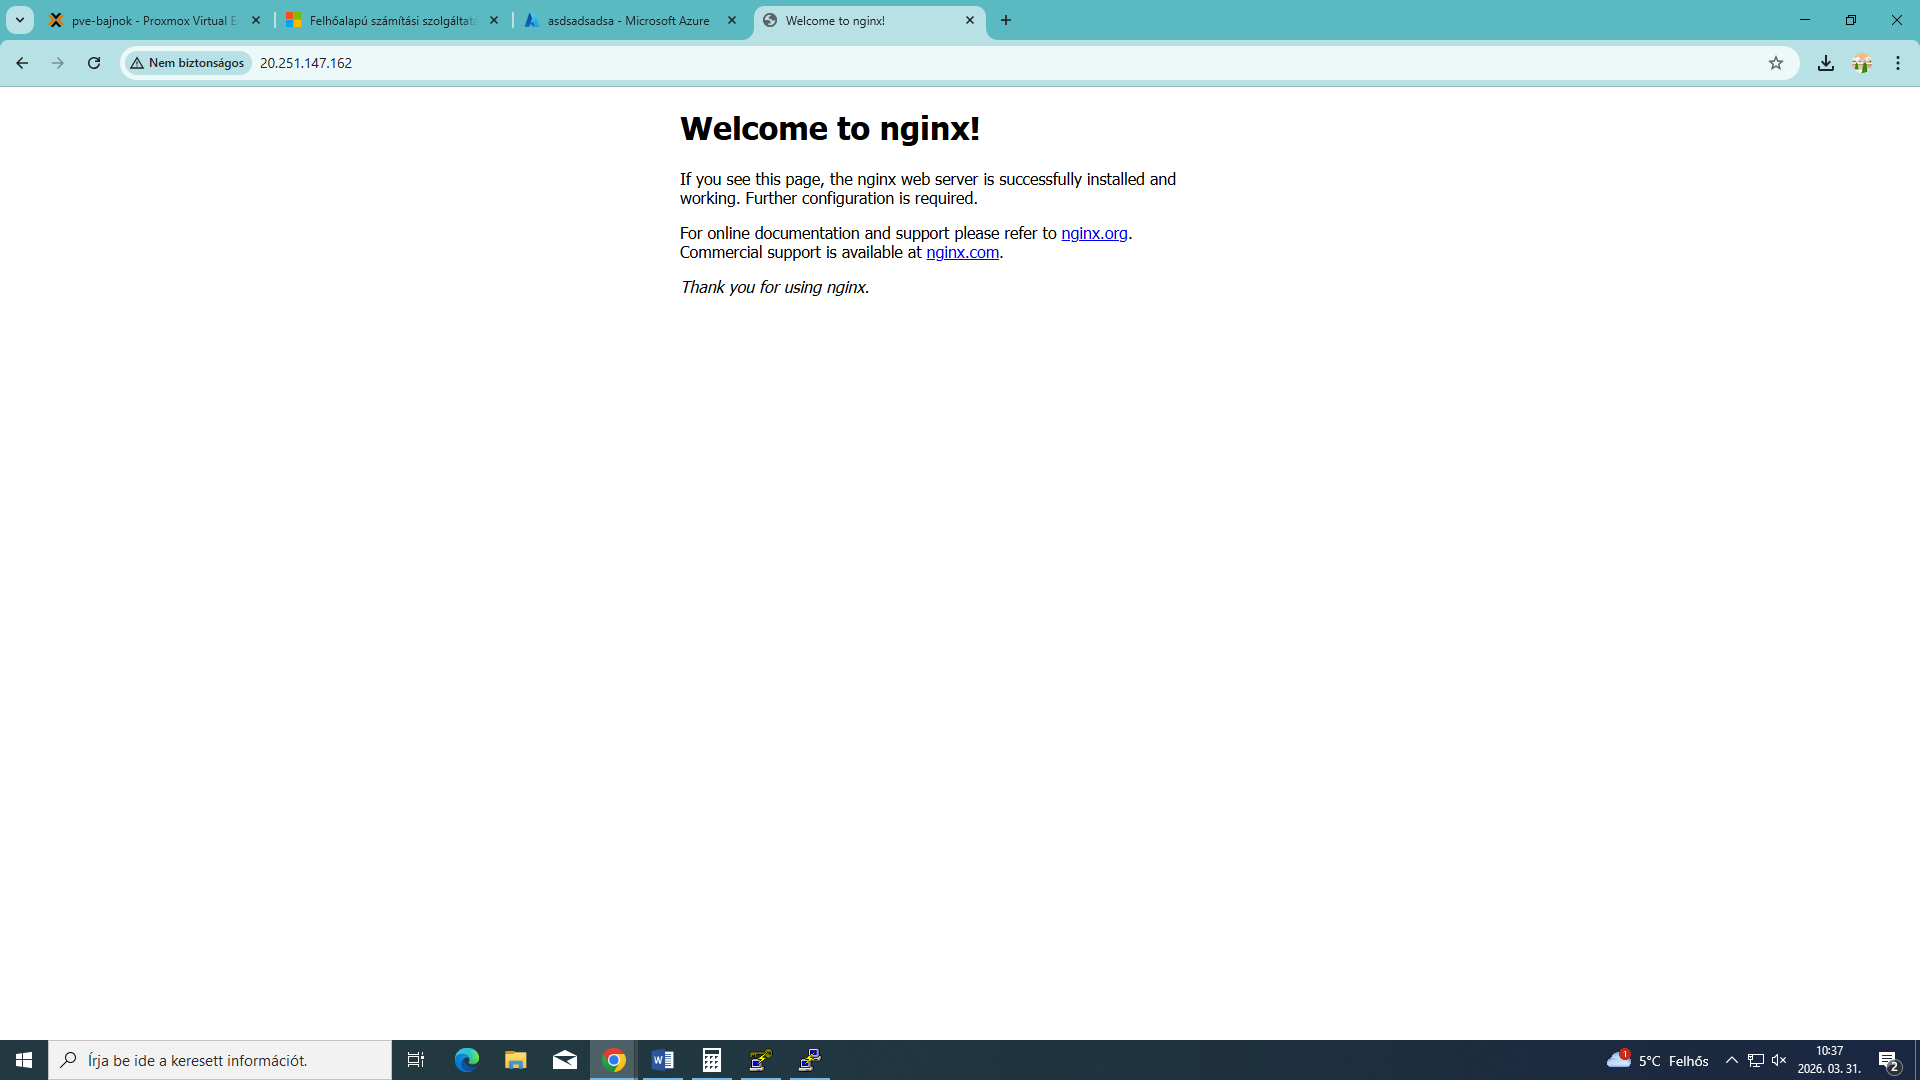 pve-bajnok - Proxmox Virtual E
Felhőalapú számítási szolgáltat
asdsadsadsa - Microsoft Azure
Welcome to nginx!
Nem biztonságos
20.251.147.162
Welcome to nginx!
If you see this page, the nginx web server is successfully installed and
working. Further configuration is required.
For online documentation and support please refer to nginx.org.
Commercial support is available at nginx.com.
Thank you for using nginx.
Írja be ide a keresett információt.
1
5°C Felhős
10:37
2026. 03. 31.
2